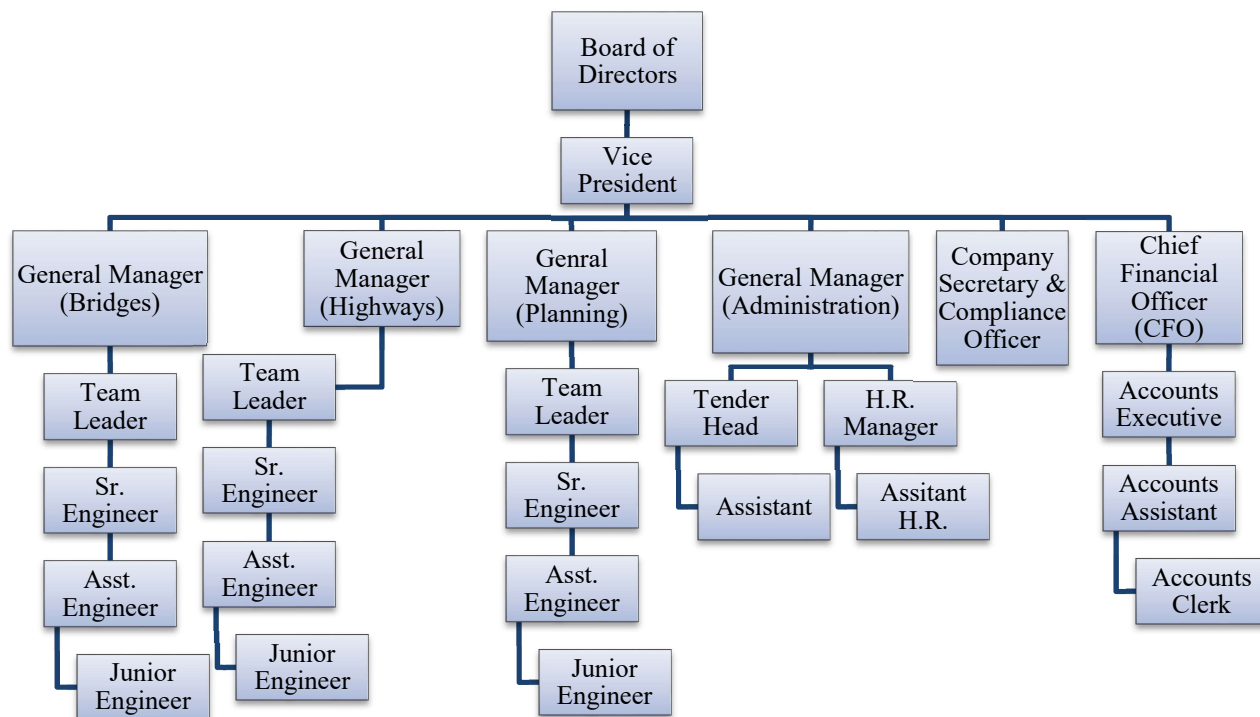 Board of
Directors
Vice
President
General Manager
(Bridges)
General
Manager
(Highways)
Genral
Manager
(Planning)
General Manager
(Administration)
Company
Secretary &
Compliance
Officer
Chief
Financial
Officer
(CFO)
Team
Leader
Sr.
Engineer
Asst.
Engineer
Junior
Engineer
Team
Leader
Sr.
Engineer
Asst.
Engineer
Junior
Engineer
Team
Leader
Sr.
Engineer
Asst.
Engineer
Junior
Engineer
Tender
Head
Assistant
H.R.
Manager
Assitant
H.R.
Accounts
Executive
Accounts
Assistant
Accounts
Clerk